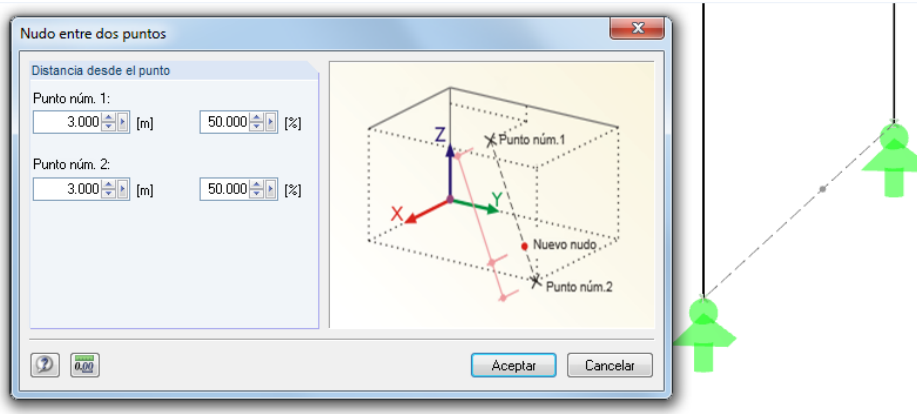 Nudo entre dos puntos
Distancia desde el punto
Punto núm. 1:
3.000 [m] 50.000 [%]
Punto núm. 2:
3.000 [m] 50.000 [%]
Z
Punto núm.1
Y
X
Nuevo nudo
Punto núm.2
0.00
Aceptar Cancelar